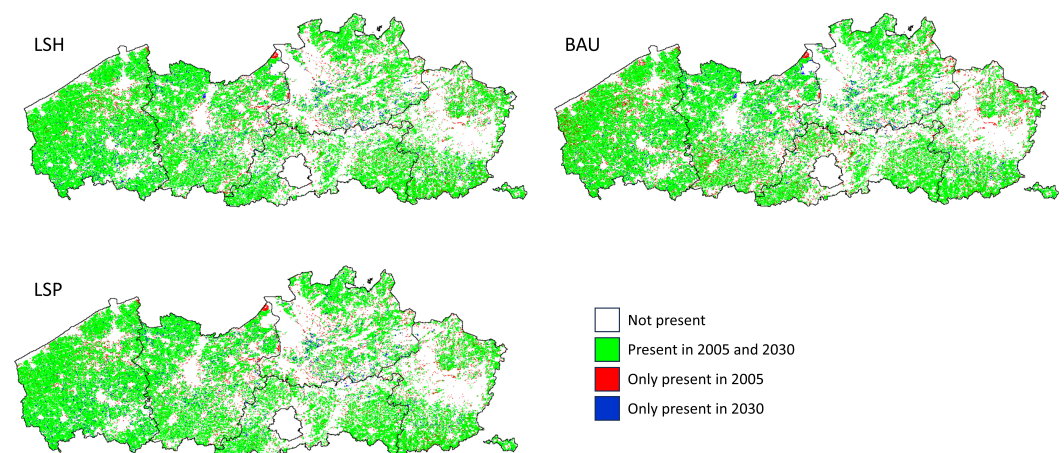 LSH
BAU
LSP
Not present
Present in 2005 and 2030
Only present in 2005
Only present in 2030